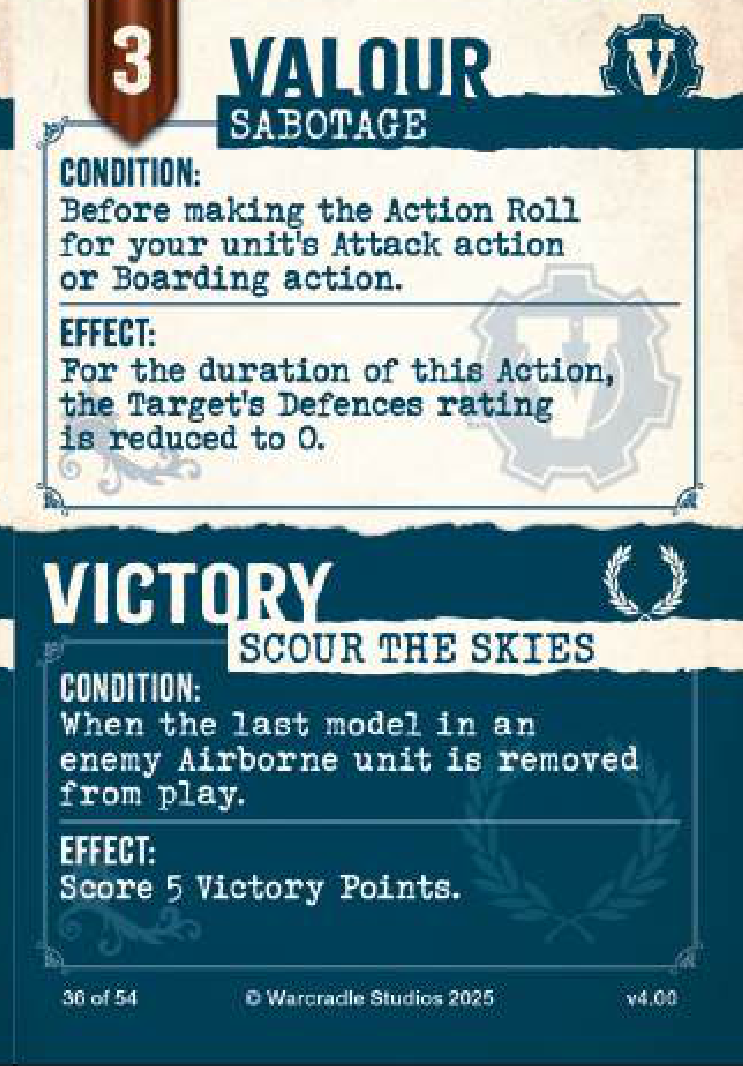 3
VALOUR
V
SABOTAGE
CONDITION:
Before making the Action Roll
for your unit's Attack action
or Boarding action.
EFFECT:
For the duration of this Action,
the Target's Defences rating
is reduced to 0.
VICTORY
SCOUR THE SKIES
CONDITION:
When the last model in an
enemy Airborne unit is removed
from play.
EFFECT:
Score 5 Victory Points.
36 of 54
© Warcradle Studios 2025
v4.00